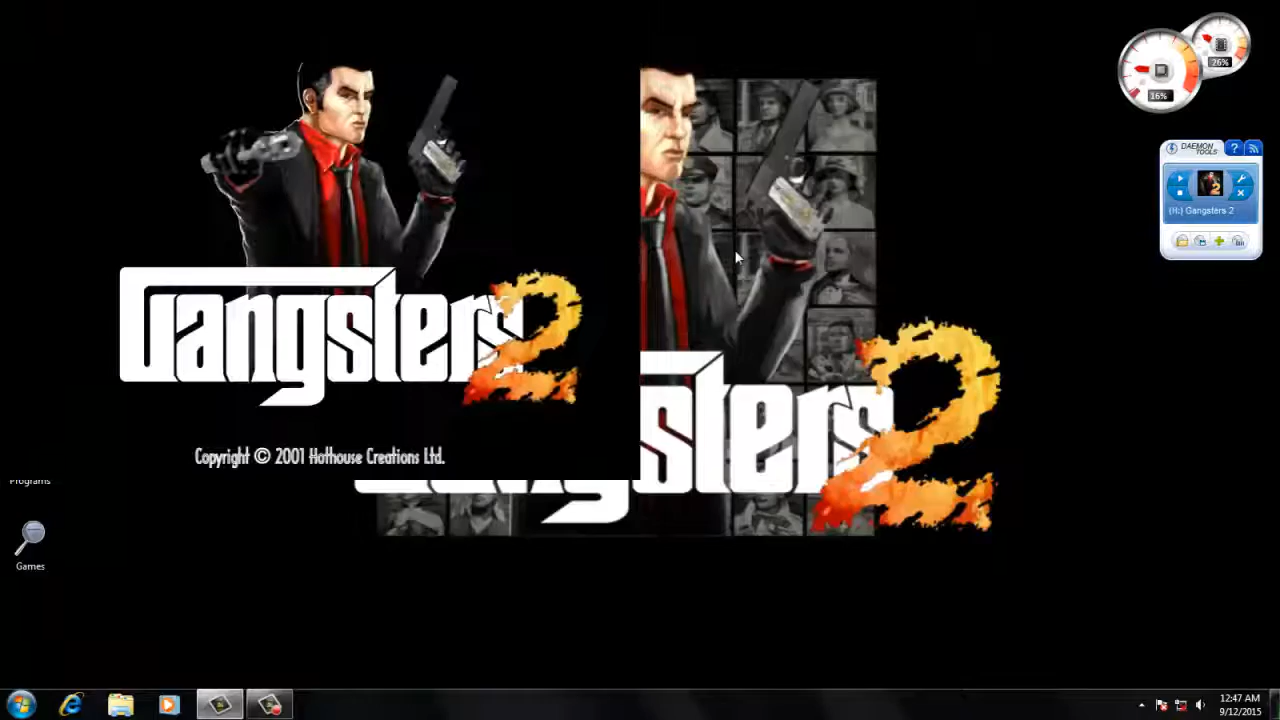 Gangsters 2
Copyright © 2001 Hothouse Creations Ltd.
sters 2
Programs
Games
16%
26%
DAEMON
TOOLS
?
(H:) Gangsters 2
12:47 AM
9/12/2015